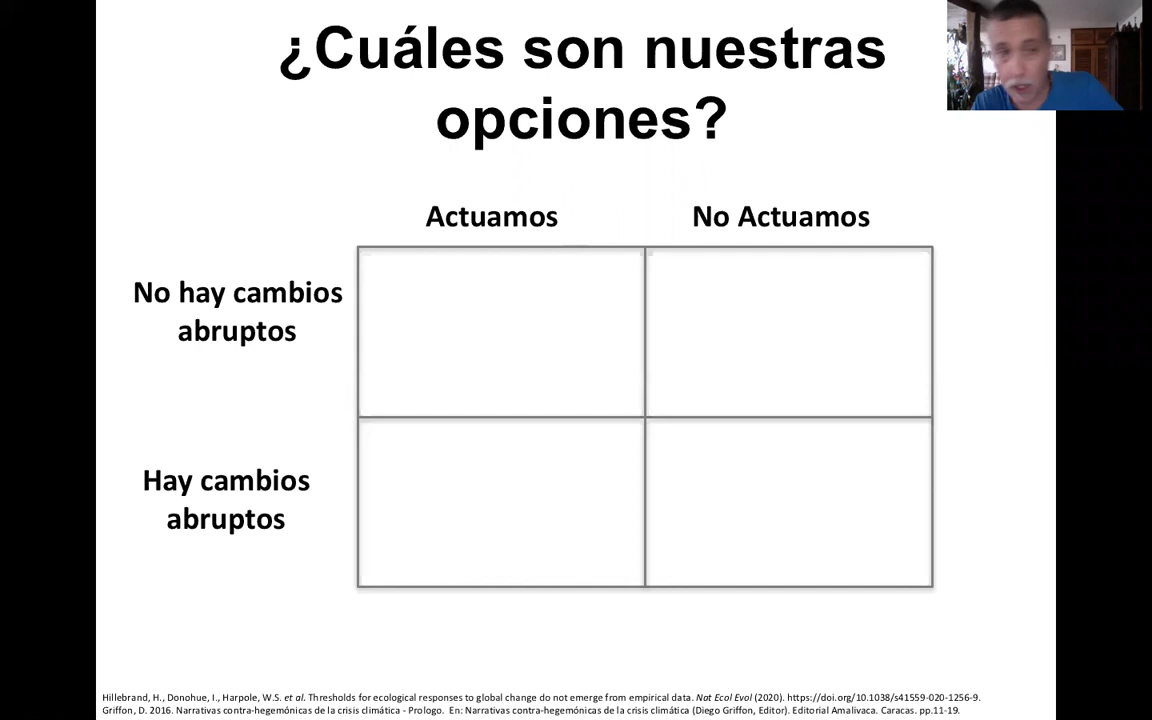 ¿Cuáles son nuestras
opciones?
Actuamos
No Actuamos
No hay cambios
abruptos
Hay cambios
abruptos
Hillebrand, H., Donohue, I., Harpole, W.S. et al. Thresholds for ecological responses to global change do not emerge from empirical data. Nat Ecol Evol (2020). https://doi.org/10.1038/s41559-020-1256-9.
Griffon, D. 2016. Narrativas contra-hegemónicas de la crisis climática - Prologo. En: Narrativas contra-hegemónicas de la crisis climática (Diego Griffon, Editor). Editorial Amalivaca. Caracas. pp.11-19.